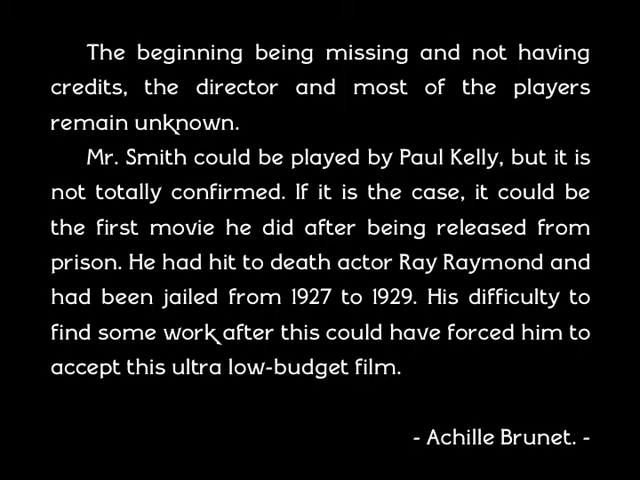 The beginning being missing and not having
credits, the director and most of the players
remain unknown.
Mr. Smith could be played by Paul Kelly, but it is
not totally confirmed. If it is the case, it could be
the first movie he did after being released from
prison. He had hit to death actor Ray Raymond and
had been jailed from 1927 to 1929. His difficulty to
find some work after this could have forced him to
accept this ultra low-budget film.
- Achille Brunet. -